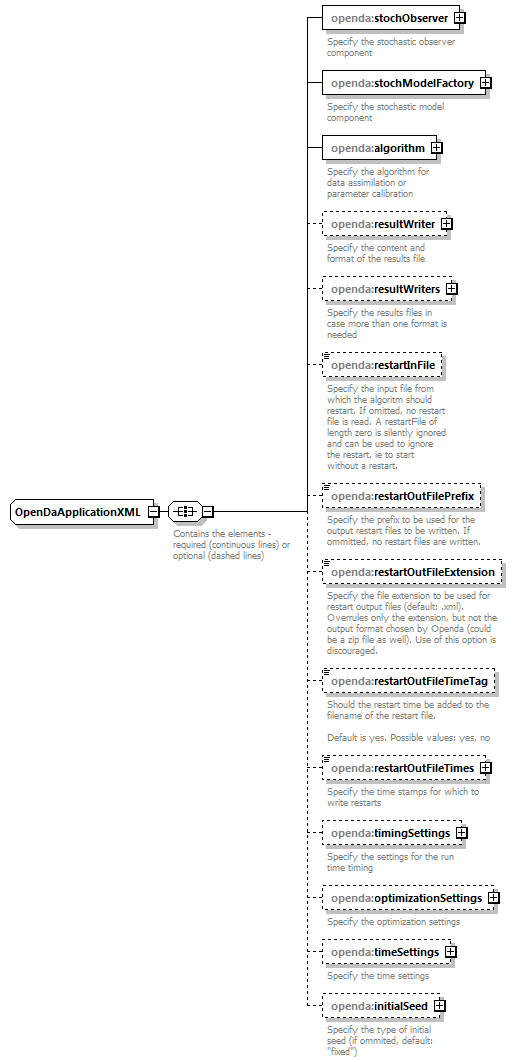 openda:stochObserver
Specify the stochastic observer
component
openda:stochModelFactory
Specify the stochastic model
component
openda:algorithm
Specify the algorithm for
data assimilation or
parameter calibration
openda:resultWriter
Specify the content and
format of the results file
openda:resultWriters
Specify the results files in
case more than one format is
needed
openda:restartInFile
Specify the input file from
which the algoritm should
restart. If omitted, no restart
file is read. A restartFile of
length zero is silently ignored
and can be used to ignore
the restart, ie to start
without a restart.
OpenDaApplicationXML
Contains the elements -
required (continuous lines) or
optional (dashed lines)
openda:restartOutFilePrefix
Specify the prefix to be used for the
output restart files to be written. If
ommitted, no restart files are written.
openda:restartOutFileExtension
Specify the file extension to be used for
restart output files (default: .xml).
Overrules only the extension, but not the
output format chosen by Openda (could
be a zip file as well). Use of this option is
discouraged.
openda:restartOutFileTimeTag
Should the restart time be added to the
filename of the restart file.
Default is yes. Possible values: yes, no
openda:restartOutFileTimes
Specify the time stamps for which to
write restarts
openda:timingSettings
Specify the settings for the run
time timing
openda:optimizationSettings
Specify the optimization settings
openda:timeSettings
Specify the time settings
openda:initialSeed
Specify the type of initial
seed (if ommited, default:
"fixed")